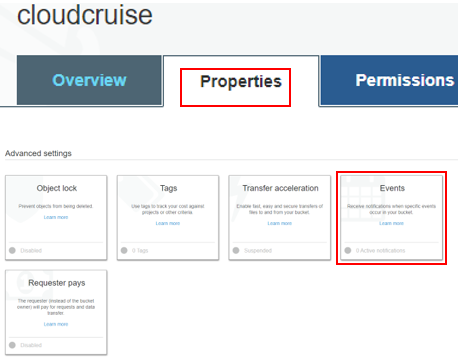 cloudcruise
Overview
Properties
Permissions
Advanced settings
Object lock
Prevent objects from being deleted.
Learn more
Disabled
Tags
Use tags to track your cost against
projects or other criteria.
Learn more
0 Tags
Transfer acceleration
Enable fast, easy and secure transfers of
files to and from your bucket.
Learn more
Suspended
Events
Receive notifications when specific events
occur in your bucket.
Learn more
0 Active notifications
Requester pays
The requester (instead of the bucket
owner) will pay for requests and data
transfer.
Learn more
Disabled